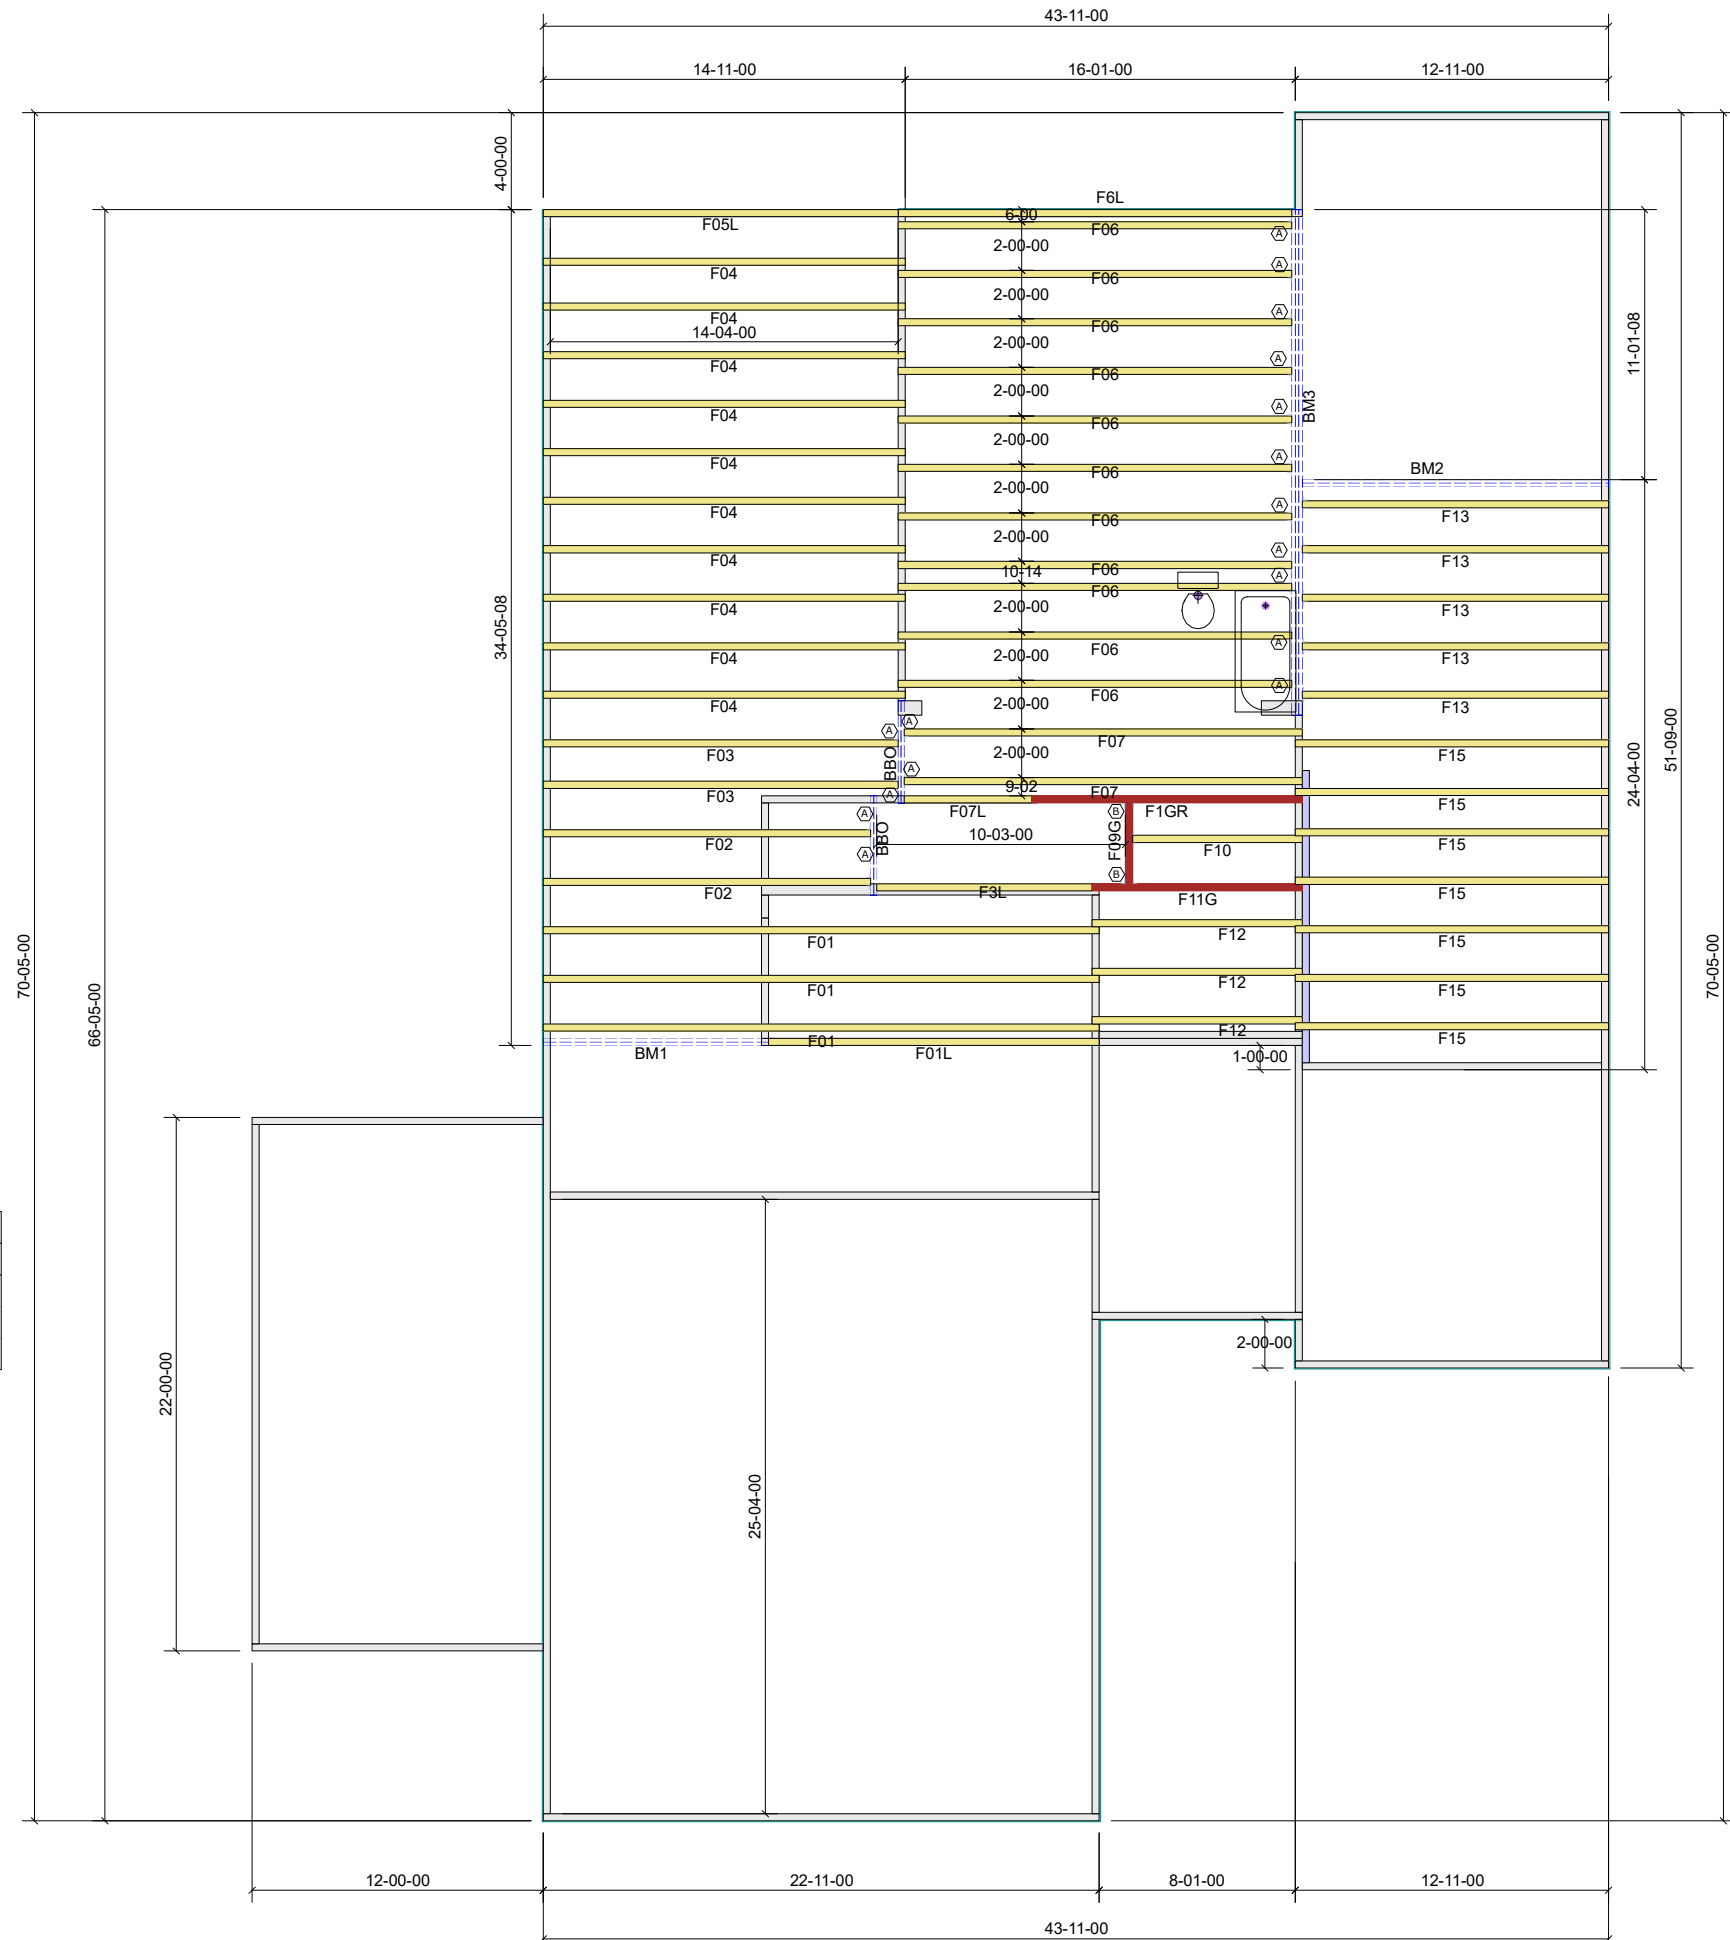 43-11-00
14-11-00 16-01-00 12-11-00
4-00-00
F6L
6-00
F05L F06 A
2-00-00
A
F04 F06
2-00-00
A
F04 F06
14-04-00 2-00-00
11-01-08
A
F04 F06
2-00-00
A
BM3
F04 F06
2-00-00
A
F04 F06 BM2
2-00-00
A
F04 F06 F13
2-00-00
A
F04 F06 F13
10-14 A
F06
2-00-00
F04 F13
34-05-08
A
F06
2-00-00
F04 F13
A
F06
2-00-00
F04 F13
A A
F07
2-00-00
F03 F15
BBO
A
A
F03 9-02 F07
51-09-00
24-04-00
A F07L B F1GR F15
BBO
10-03-00
F09G
F02 A F10 F15
B
F02 F3L F11G F15
F01 F12 F15
70-05-00
66-05-00
70-05-00
F01 F12 F15
F01 F12 F15
BM1 F01L
1-00-00
2-00-00
22-00-00
25-04-00
12-00-00 22-11-00 8-01-00 12-11-00
43-11-00